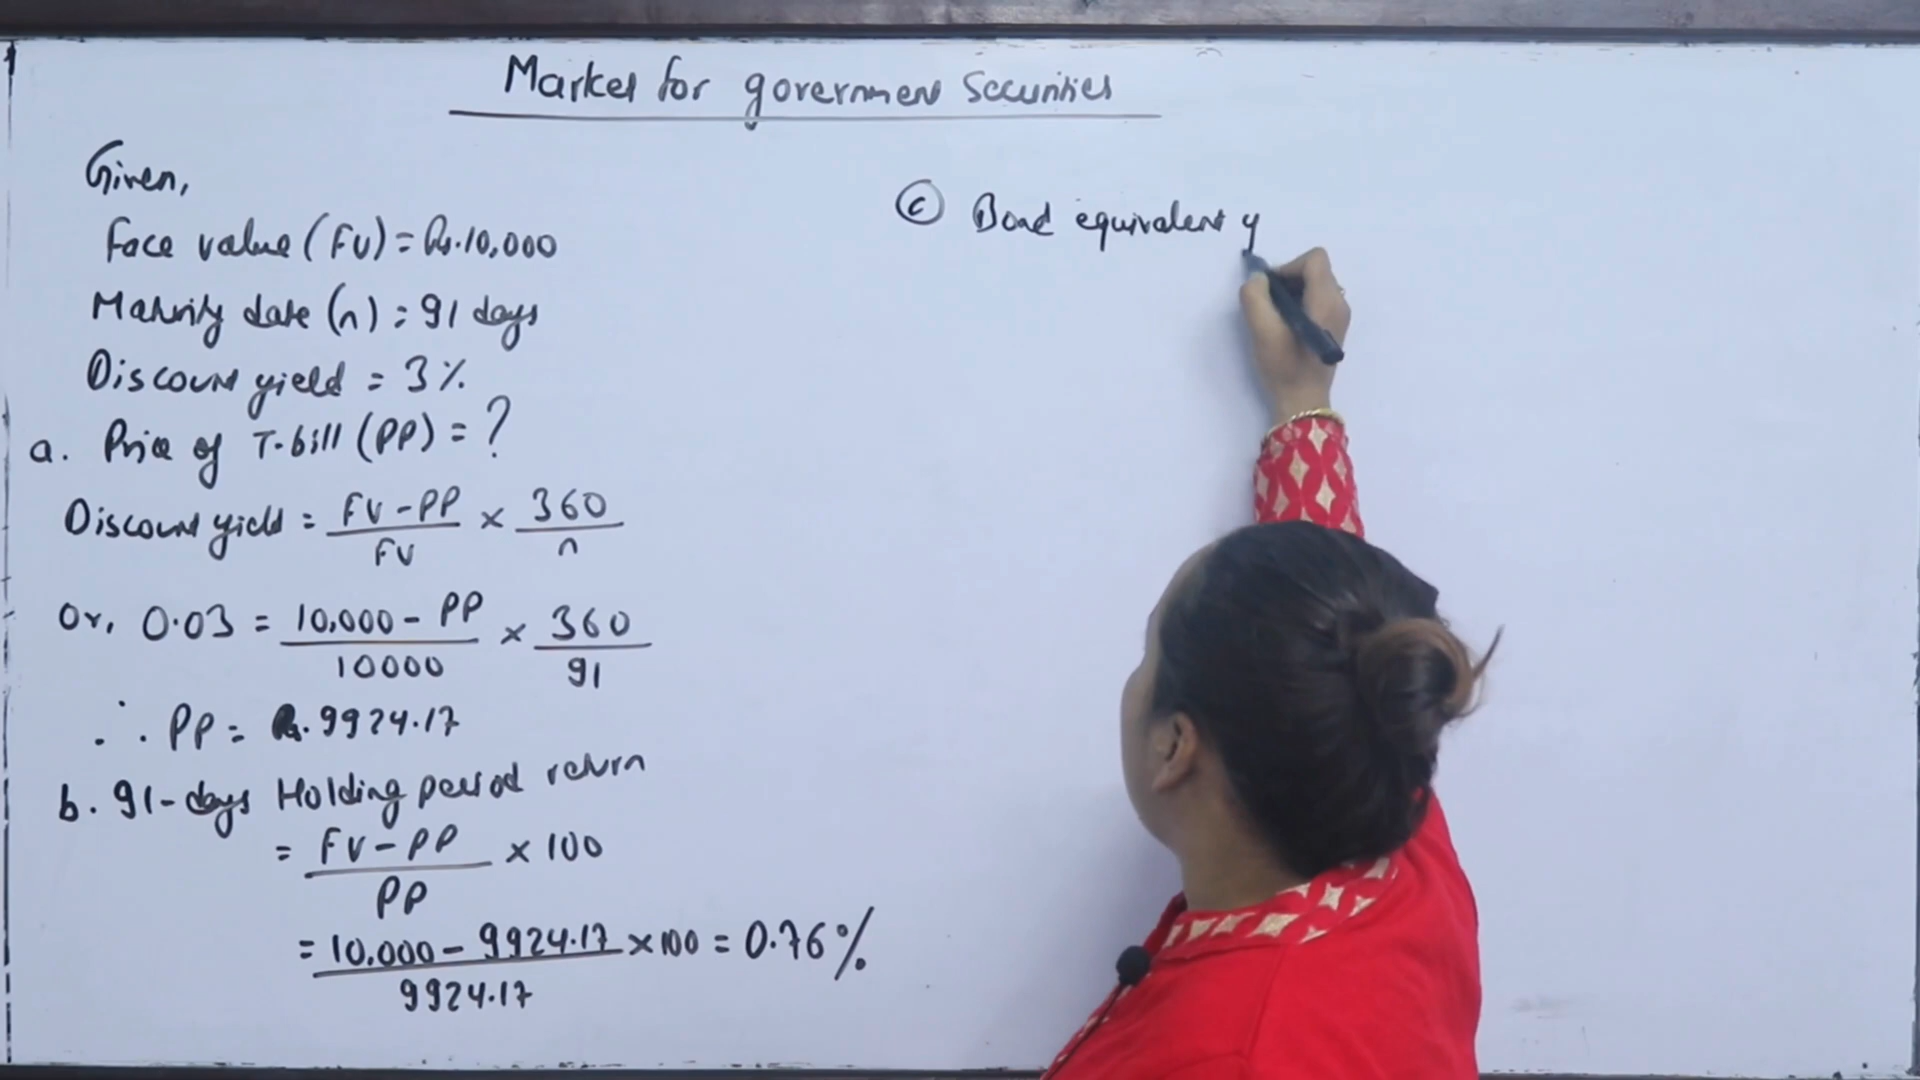 Market for government Securities
Given,
Face value (FV) = Rs.10,000
Maturity date (n) = 91 days
Discount yield = 3%
a. Price of T-bill (PP) = ?
Discount yield = FV-PP/FV × 360/n
Or, 0.03 = 10,000 - PP/10000 × 360/91
∴ PP = Rs.9924.17
b. 91-days Holding period return
= FV-PP/PP × 100
= 10,000 - 9924.17/9924.17 × 100 = 0.76%
ⓒ Bond equivalent y